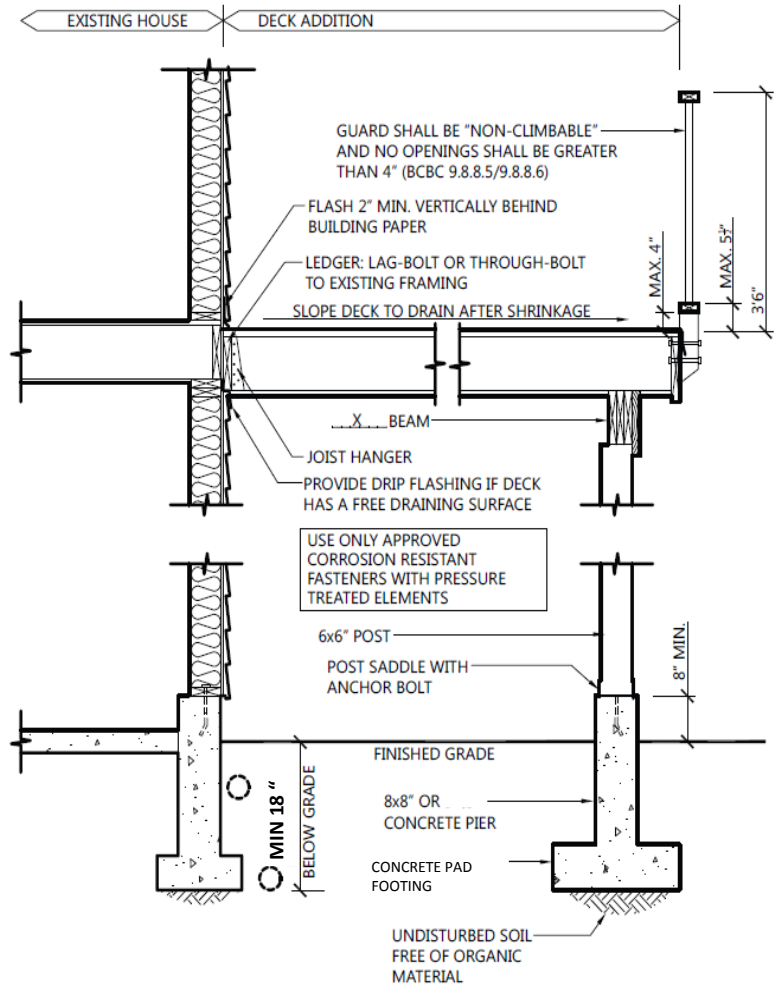 EXISTING HOUSE
DECK ADDITION
GUARD SHALL BE "NON-CLIMBABLE"
AND NO OPENINGS SHALL BE GREATER
THAN 4" (BCBC 9.8.8.5/9.8.8.6)
FLASH 2" MIN. VERTICALLY BEHIND
BUILDING PAPER
LEDGER: LAG-BOLT OR THROUGH-BOLT
TO EXISTING FRAMING
SLOPE DECK TO DRAIN AFTER SHRINKAGE
MAX. 4"
MAX. 5½"
3'6"
___X___ BEAM
JOIST HANGER
PROVIDE DRIP FLASHING IF DECK
HAS A FREE DRAINING SURFACE
USE ONLY APPROVED
CORROSION RESISTANT
FASTENERS WITH PRESSURE
TREATED ELEMENTS
6x6" POST
POST SADDLE WITH
ANCHOR BOLT
8" MIN.
FINISHED GRADE
MIN 18 "
BELOW GRADE
8x8" OR
CONCRETE PIER
CONCRETE PAD
FOOTING
UNDISTURBED SOIL
FREE OF ORGANIC
MATERIAL